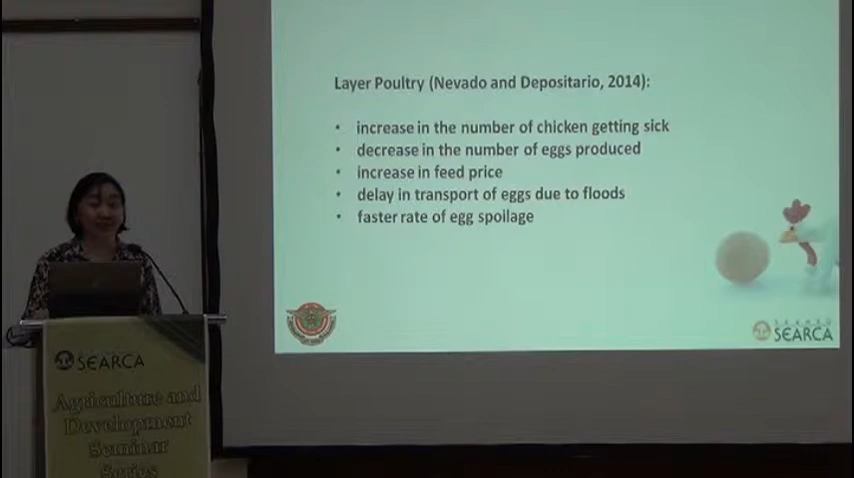 Layer Poultry (Nevado and Depositario, 2014):
• increase in the number of chicken getting sick
• decrease in the number of eggs produced
• increase in feed price
• delay in transport of eggs due to floods
• faster rate of egg spoilage
SEARCA
SEARCA
Agriculture and
Development
Seminar
Series